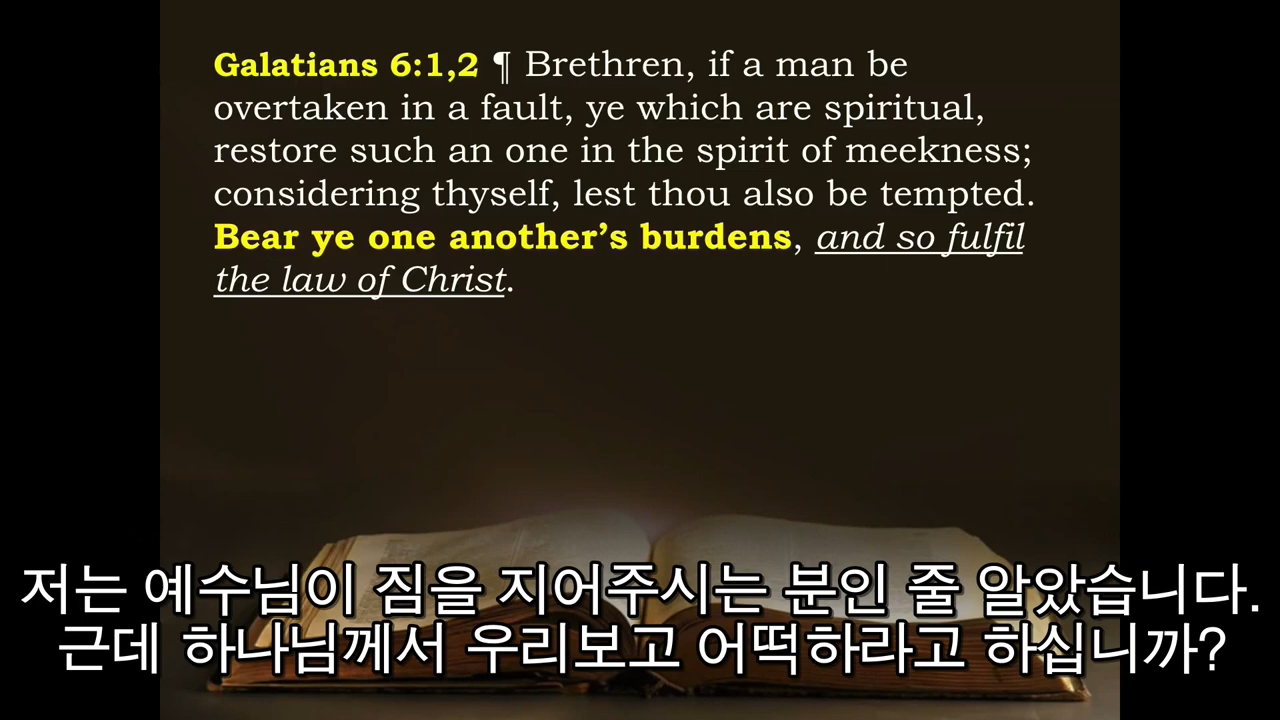 Galatians 6:1,2 ¶ Brethren, if a man be
overtaken in a fault, ye which are spiritual,
restore such an one in the spirit of meekness;
considering thyself, lest thou also be tempted.
Bear ye one another’s burdens, and so fulfil
the law of Christ.
저는 예수님이 짐을 지어주시는 분인 줄 알았습니다.
근데 하나님께서 우리보고 어떡하라고 하십니까?